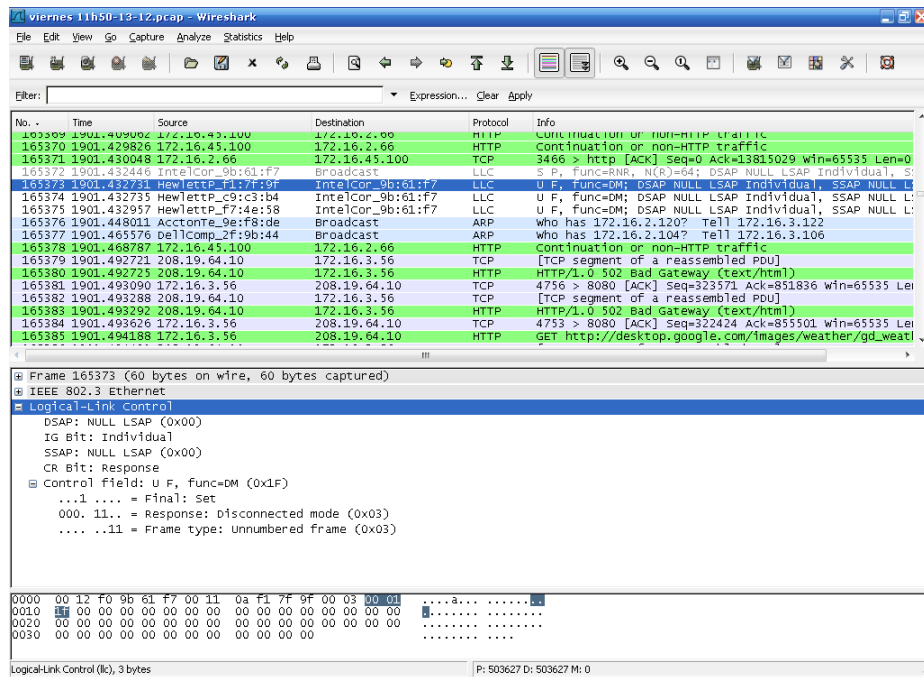 viernes 11h50-13-12.pcap - Wireshark
File Edit View Go Capture Analyze Statistics Help
Filter: Expression... Clear Apply
No. - Time Source Destination Protocol Info
165369 1901.409062 172.16.45.100 172.16.2.66 HTTP Continuation or non-HTTP traffic
165370 1901.429826 172.16.45.100 172.16.2.66 HTTP Continuation or non-HTTP traffic
165371 1901.430048 172.16.2.66 172.16.45.100 TCP 3466 > http [ACK] Seq=0 Ack=13815029 Win=65535 Len=0
165372 1901.432446 IntelCor_9b:61:f7 Broadcast LLC S P, func=RNR, N(R)=64; DSAP NULL LSAP Individual, S
165373 1901.432731 HewlettP_f1:7f:9f IntelCor_9b:61:f7 LLC U F, func=DM; DSAP NULL LSAP Individual, SSAP NULL L
165374 1901.432735 HewlettP_c9:c3:b4 IntelCor_9b:61:f7 LLC U F, func=DM; DSAP NULL LSAP Individual, SSAP NULL L
165375 1901.432957 HewlettP_f7:4e:58 IntelCor_9b:61:f7 LLC U F, func=DM; DSAP NULL LSAP Individual, SSAP NULL L
165376 1901.448011 AcctonTe_9e:f8:de Broadcast ARP Who has 172.16.2.120? Tell 172.16.3.122
165377 1901.465576 DellComp_2f:9b:44 Broadcast ARP Who has 172.16.2.104? Tell 172.16.3.106
165378 1901.468787 172.16.45.100 172.16.2.66 HTTP Continuation or non-HTTP traffic
165379 1901.492721 208.19.64.10 172.16.3.56 TCP [TCP segment of a reassembled PDU]
165380 1901.492725 208.19.64.10 172.16.3.56 HTTP HTTP/1.0 502 Bad Gateway (text/html)
165381 1901.493090 172.16.3.56 208.19.64.10 TCP 4756 > 8080 [ACK] Seq=323571 Ack=851836 Win=65535 Le
165382 1901.493288 208.19.64.10 172.16.3.56 TCP [TCP segment of a reassembled PDU]
165383 1901.493292 208.19.64.10 172.16.3.56 HTTP HTTP/1.0 502 Bad Gateway (text/html)
165384 1901.493626 172.16.3.56 208.19.64.10 TCP 4753 > 8080 [ACK] Seq=322424 Ack=855501 Win=65535 Le
165385 1901.494188 172.16.3.56 208.19.64.10 HTTP GET http://desktop.google.com/images/weather/gd_weat
Frame 165373 (60 bytes on wire, 60 bytes captured)
IEEE 802.3 Ethernet
Logical-Link Control
DSAP: NULL LSAP (0x00)
IG Bit: Individual
SSAP: NULL LSAP (0x00)
CR Bit: Response
Control field: U F, func=DM (0x1F)
...1 .... = Final: Set
000. 11.. = Response: Disconnected mode (0x03)
.... ..11 = Frame type: Unnumbered frame (0x03)
0000 00 12 f0 9b 61 f7 00 11 0a f1 7f 9f 00 03 00 01 ....a... ........
0010 1f 00 00 00 00 00 00 00 00 00 00 00 00 00 00 00 ........ ........
0020 00 00 00 00 00 00 00 00 00 00 00 00 00 00 00 00 ........ ........
0030 00 00 00 00 00 00 00 00 00 00 00 00 ........ ....
Logical-Link Control (llc), 3 bytes P: 503627 D: 503627 M: 0